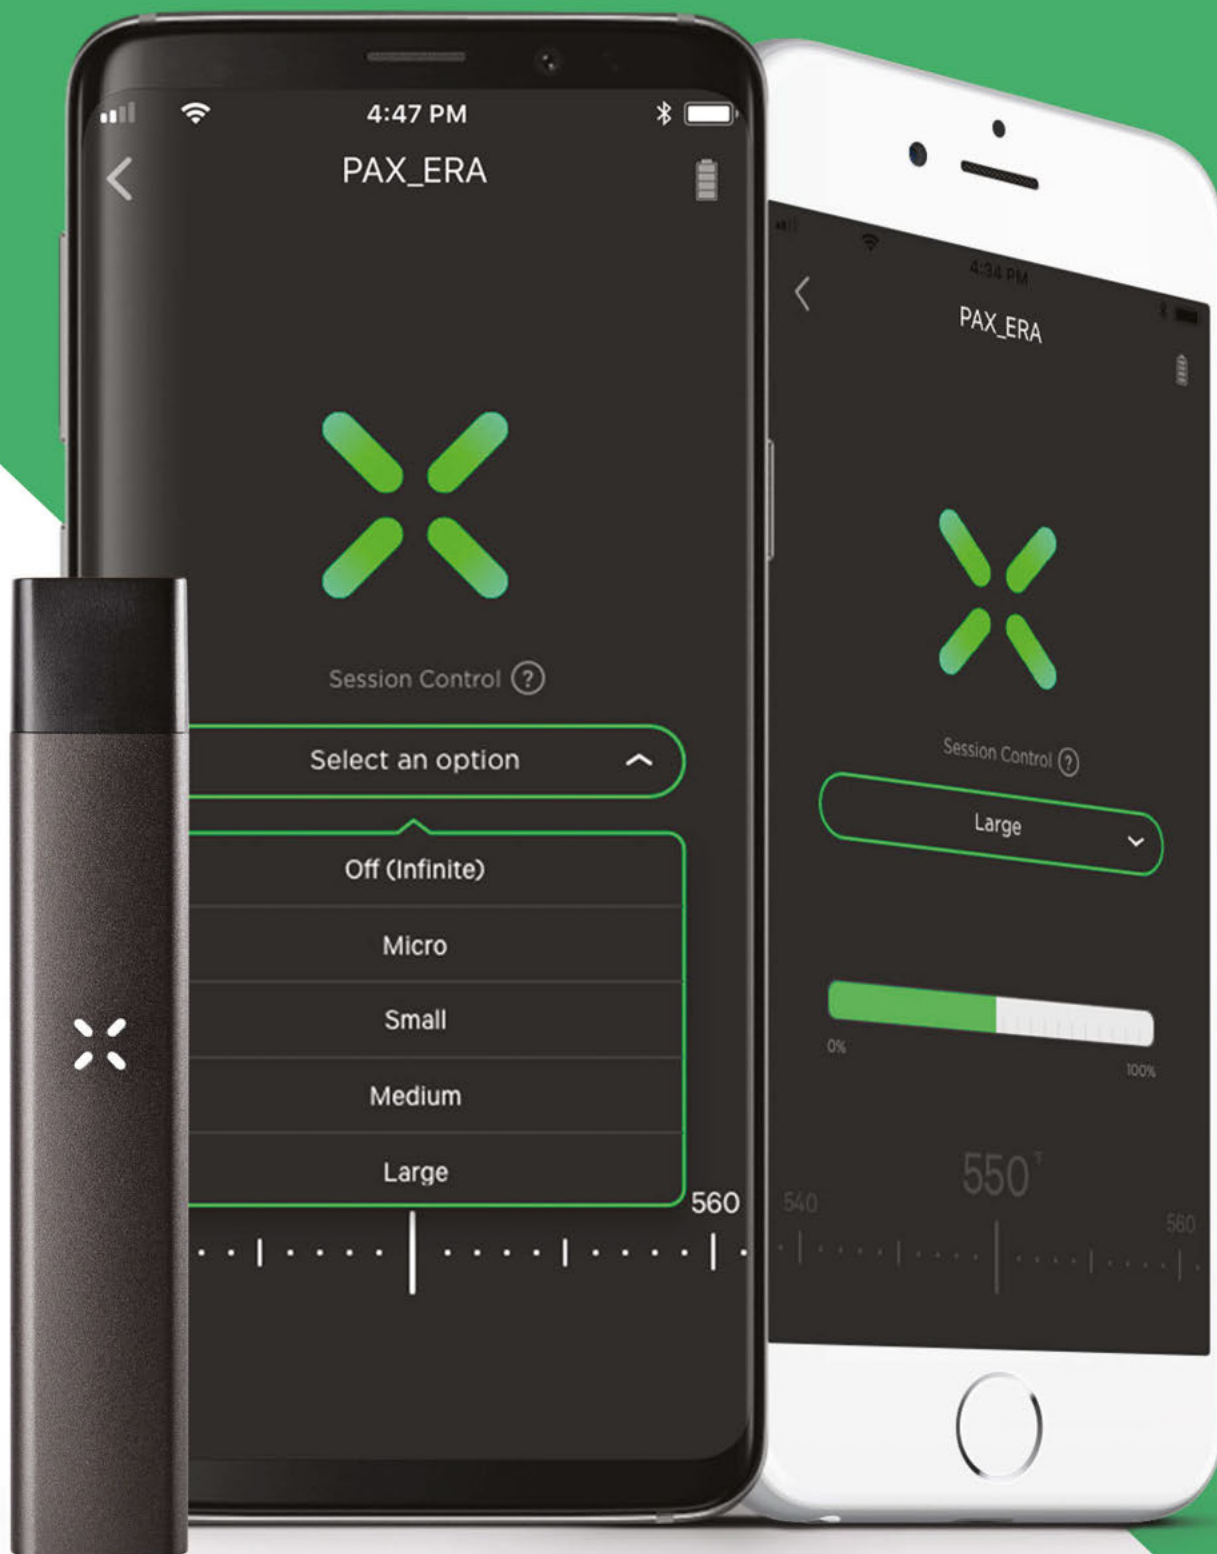 4:47 PM
PAX_ERA
Session Control ?
Select an option
Off (Infinite)
Micro
Small
Medium
Large
560
4:34 PM
PAX_ERA
Session Control ?
Large
0%
100%
550°F
540
560